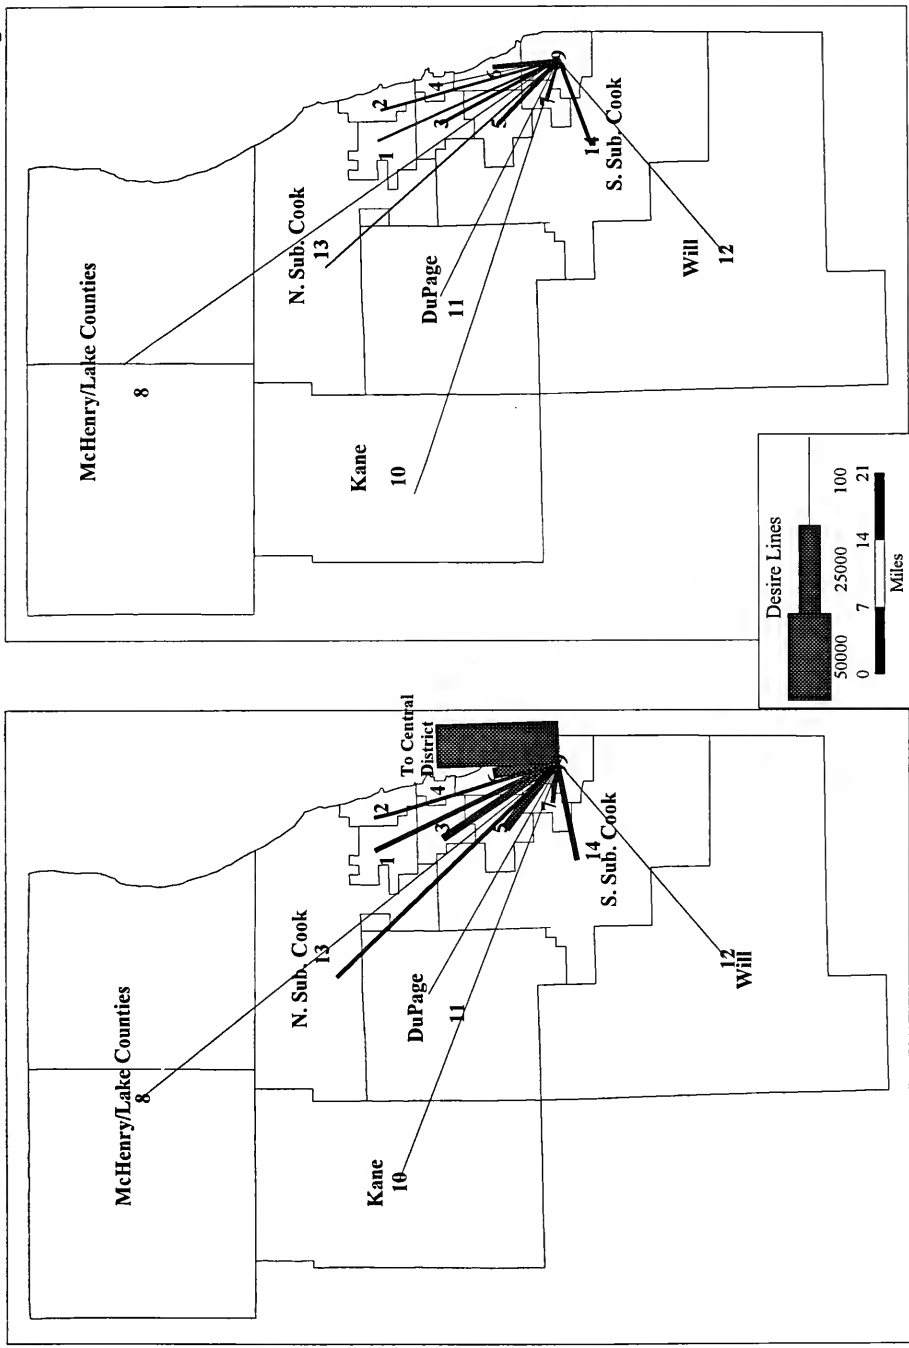 McHenry/Lake Counties
8
N. Sub. Cook
13
Kane
10
1
2
To Central
District
DuPage
11
3
4
5
6
7
14
S. Sub. Cook
12
Will
McHenry/Lake Counties
8
N. Sub. Cook
13
Kane
10
1
2
DuPage
11
3
4
5
6
7
9
14
S. Sub. Cook
Will
12
Desire Lines
50000 25000 100
0 7 14 21
Miles